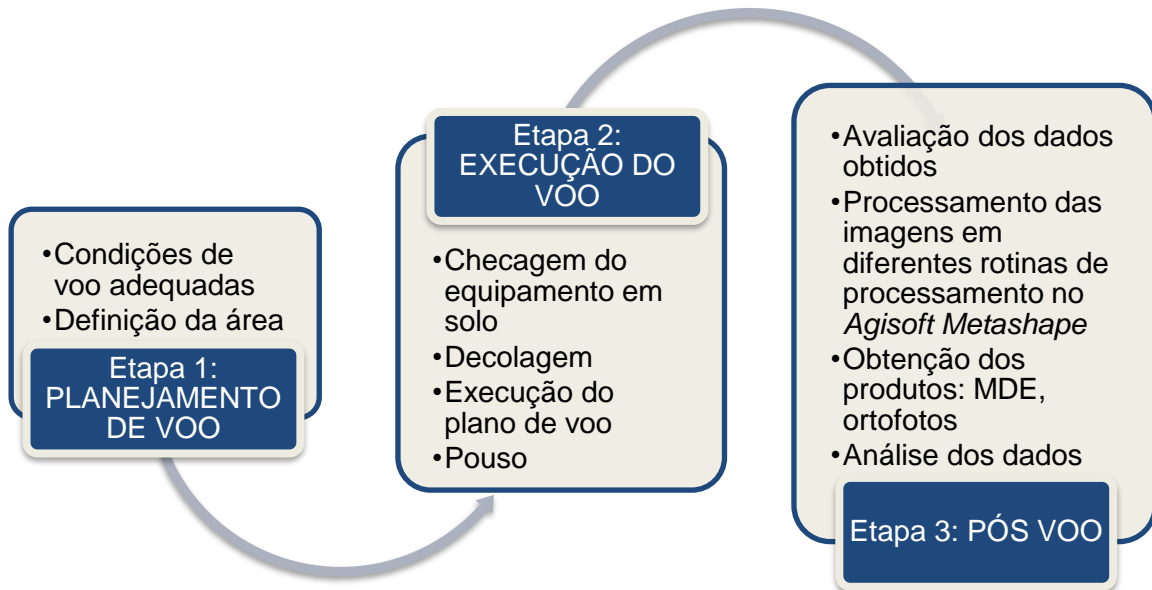 •Condições de
voo adequadas
•Definição da área
Etapa 1:
PLANEJAMENTO
DE VOO
Etapa 2:
EXECUÇÃO DO
VOO
•Checagem do
equipamento em
solo
•Decolagem
•Execução do
plano de voo
•Pouso
•Avaliação dos dados
obtidos
•Processamento das
imagens em
diferentes rotinas de
processamento no
Agisoft Metashape
•Obtenção dos
produtos: MDE,
ortofotos
•Análise dos dados
Etapa 3: PÓS VOO